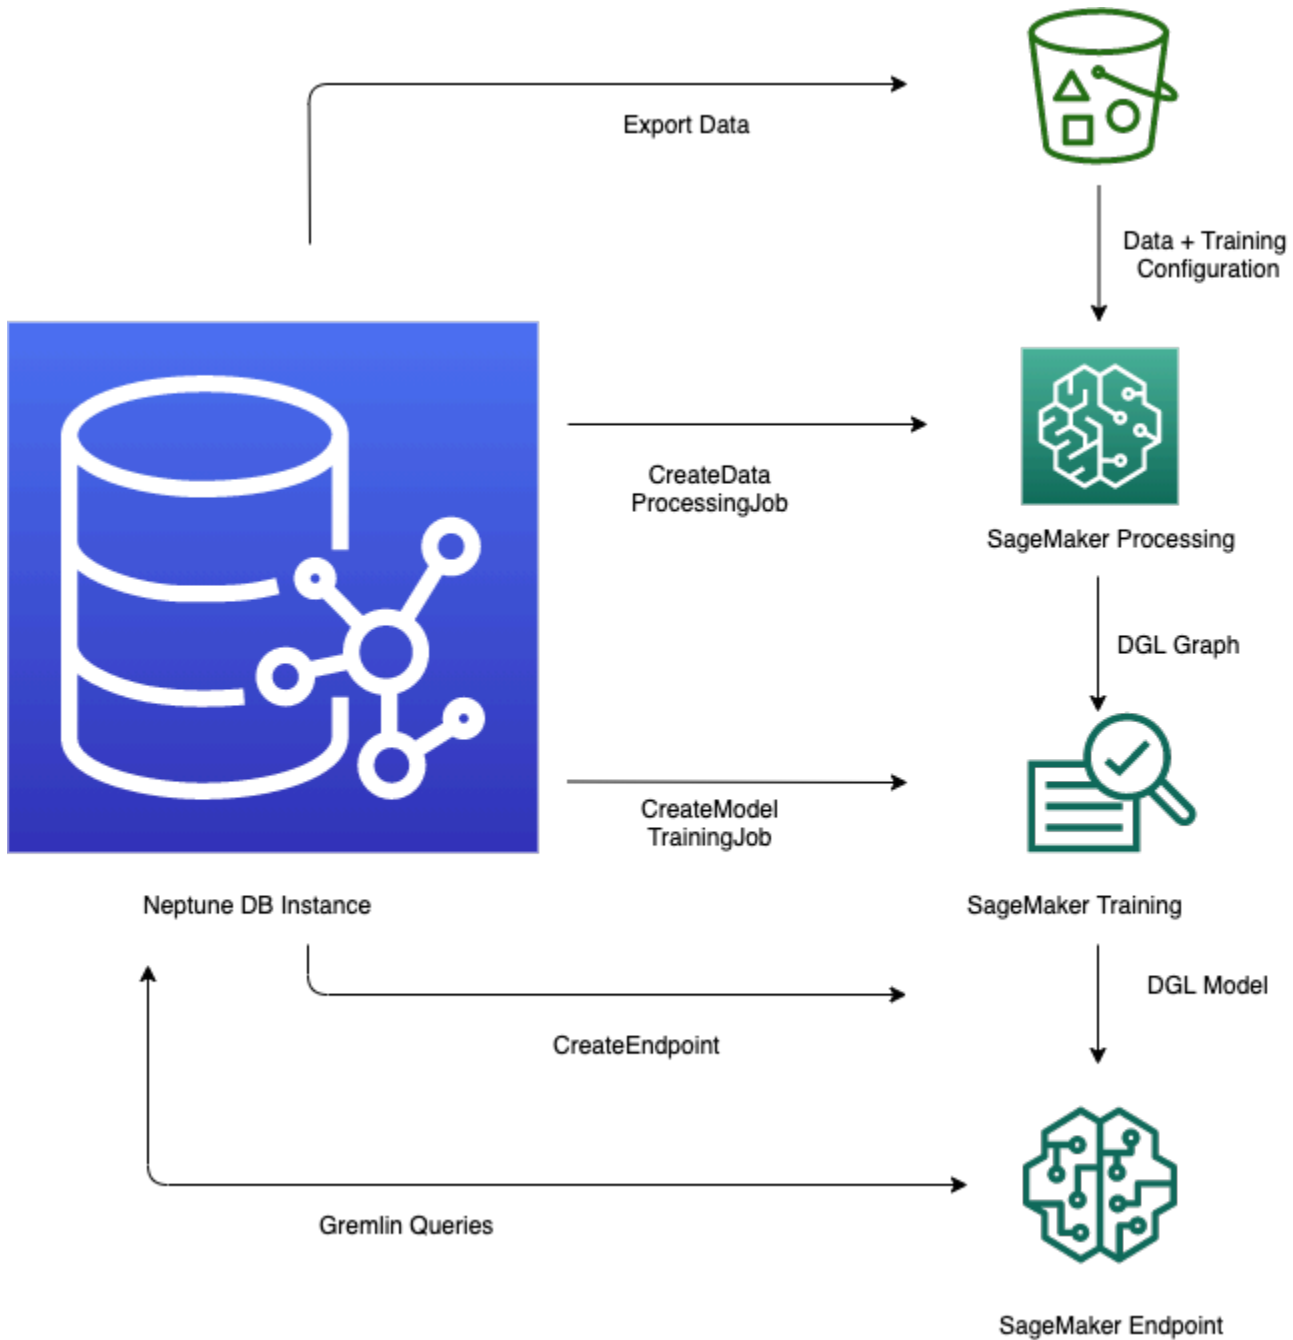 Export Data
Data + Training
Configuration
CreateData
ProcessingJob
SageMaker Processing
DGL Graph
CreateModel
TrainingJob
Neptune DB Instance
SageMaker Training
DGL Model
CreateEndpoint
Gremlin Queries
SageMaker Endpoint